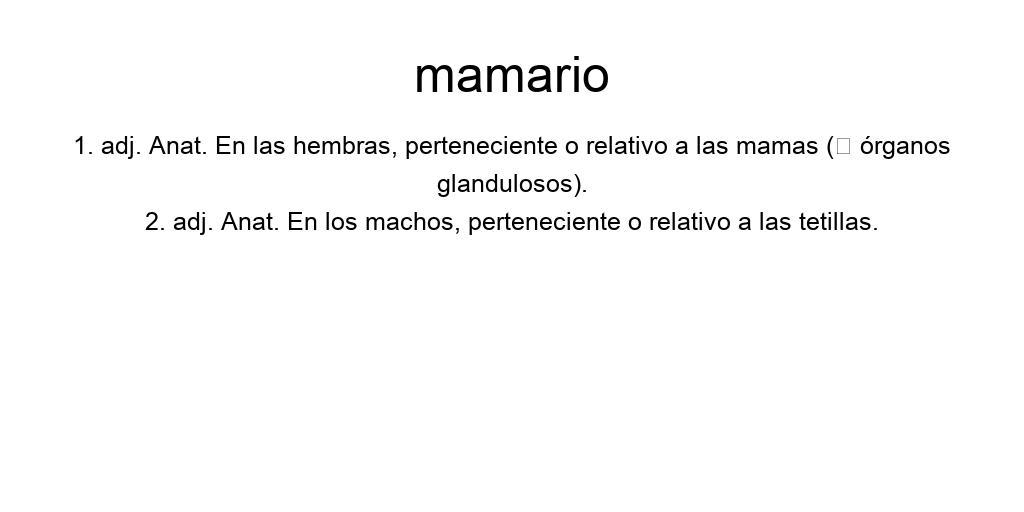 mamario
1. adj. Anat. En las hembras, perteneciente o relativo a las mamas (□ órganos
glandulosos).
2. adj. Anat. En los machos, perteneciente o relativo a las tetillas.